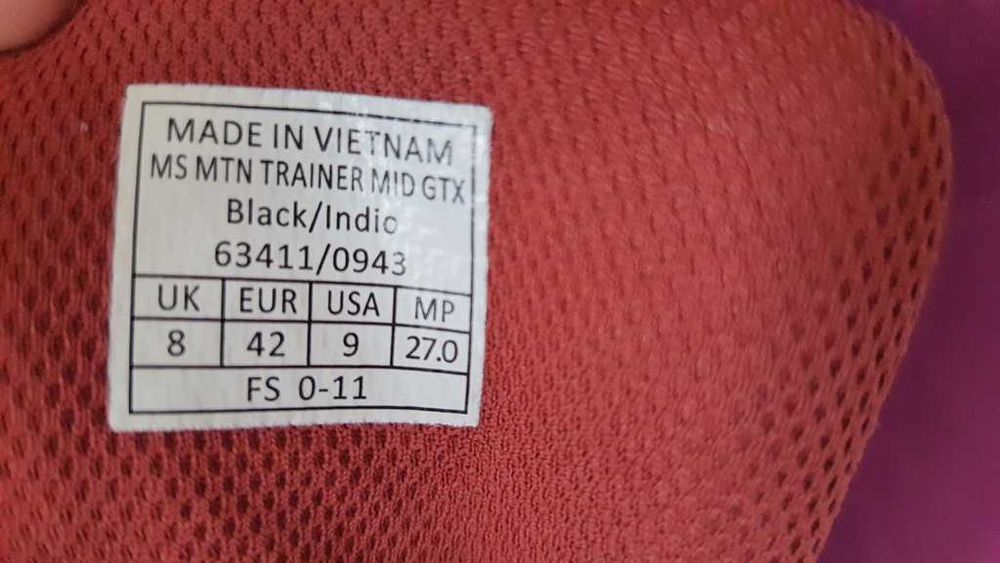 MADE IN VIETNAM
MS MTN TRAINER MID GTX
Black/Indio
63411/0943
UK EUR USA MP
8 42 9 27.0
FS 0-11